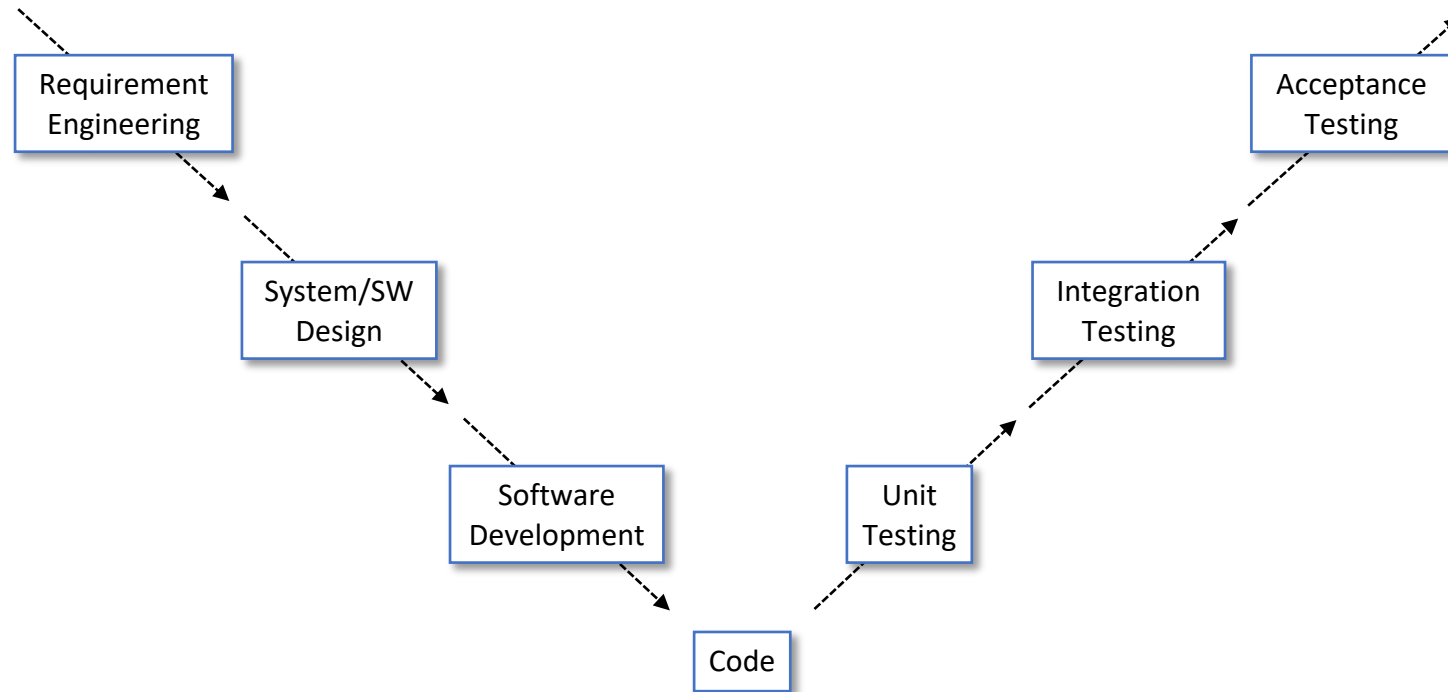 Requirement
Engineering
System/SW
Design
Software
Development
Code
Unit
Testing
Integration
Testing
Acceptance
Testing